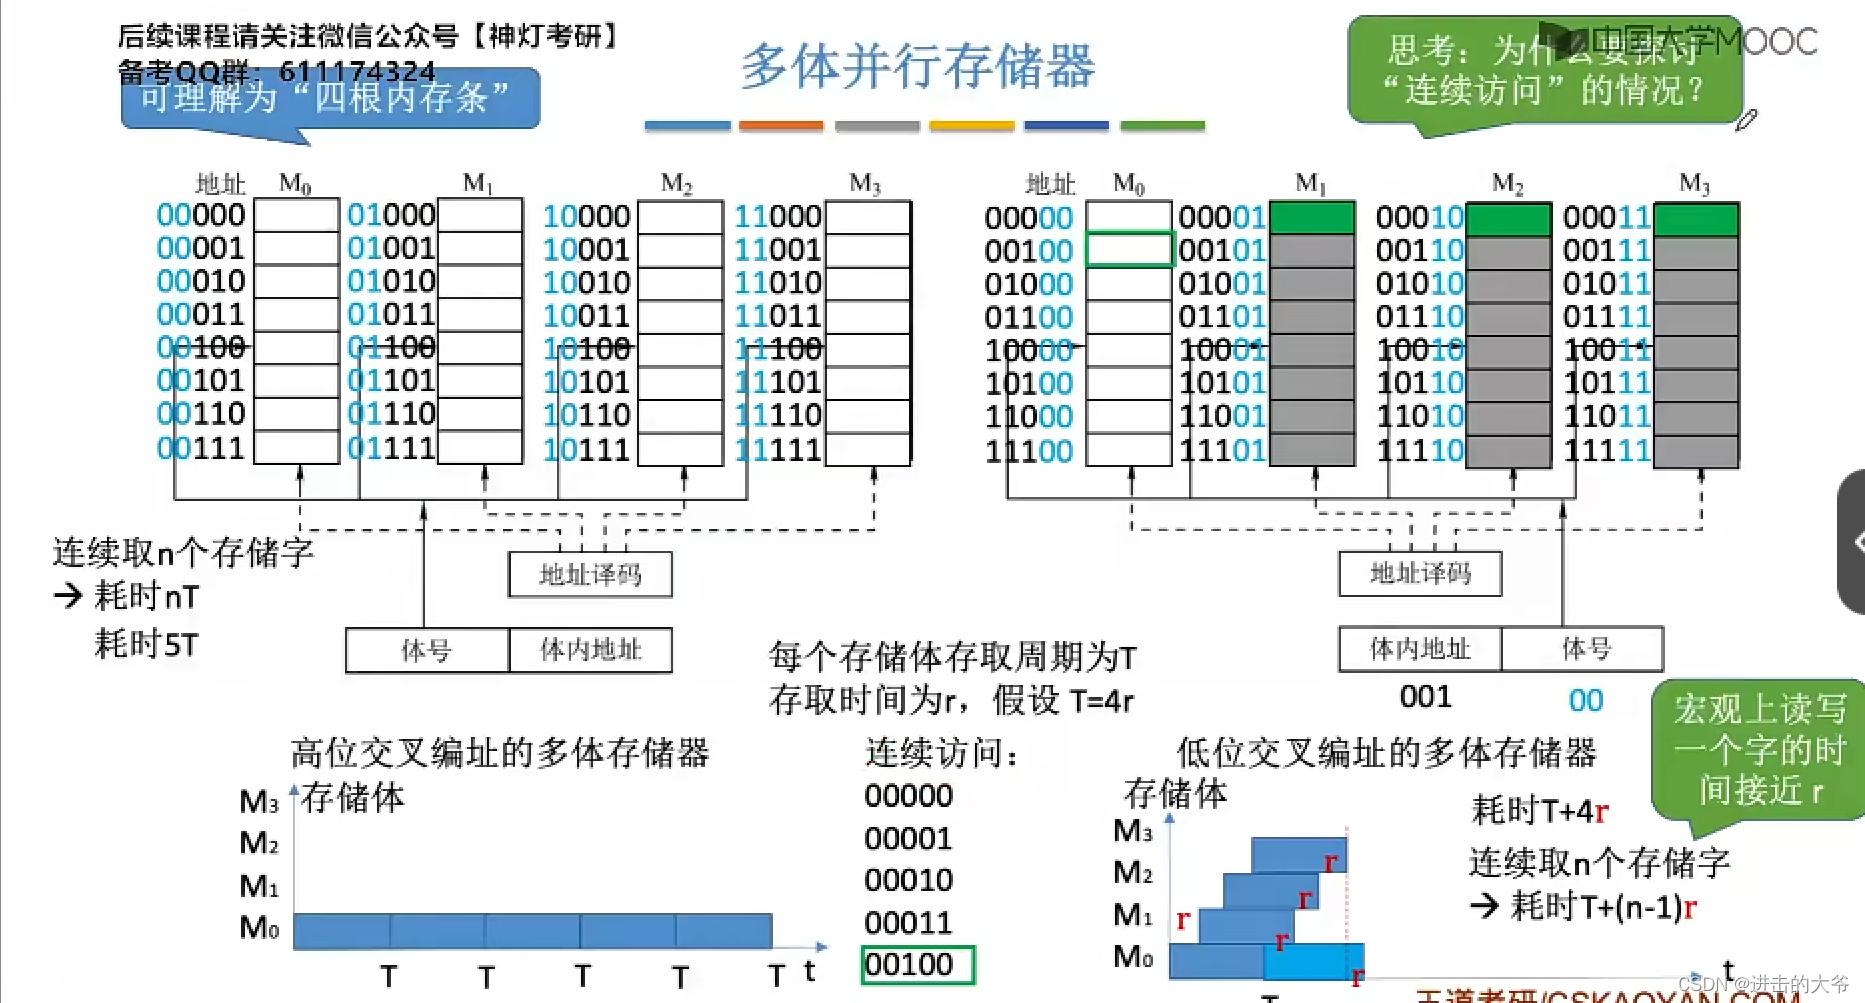 后续课程请关注微信公众号【神灯考研】
备考QQ群：611174324
可理解为“四根内存条”
多体并行存储器
中国大学MOOC
思考：为什么要探讨
“连续访问”的情况？
地址 M0 M1 M2 M3
00000 01000 10000 11000
00001 01001 10001 11001
00010 01010 10010 11010
00011 01011 10011 11011
00100 01100 10100 11100
00101 01101 10101 11101
00110 01110 10110 11110
00111 01111 10111 11111
地址译码
体号 体内地址
连续取n个存储字
→ 耗时nT
耗时5T
地址 M0 M1 M2 M3
00000 00001 00010 00011
00100 00101 00110 00111
01000 01001 01010 01011
01100 01101 01110 01111
10000 10001 10010 10011
10100 10101 10110 10111
11000 11001 11010 11011
11100 11101 11110 11111
地址译码
体内地址 体号
001 00
每个存储体存取周期为T
存取时间为r，假设 T=4r
宏观上读写
一个字的时
间接近 r
高位交叉编址的多体存储器
存储体
M3
M2
M1
M0
T T T T T t
连续访问：
00000
00001
00010
00011
00100
低位交叉编址的多体存储器
存储体
M3 r
M2 r
M1 r r
M0 r t
耗时T+4r
连续取n个存储字
→ 耗时T+(n-1)r
王道考研/CSKAOYAN.COM
CSDN @进击的大爷